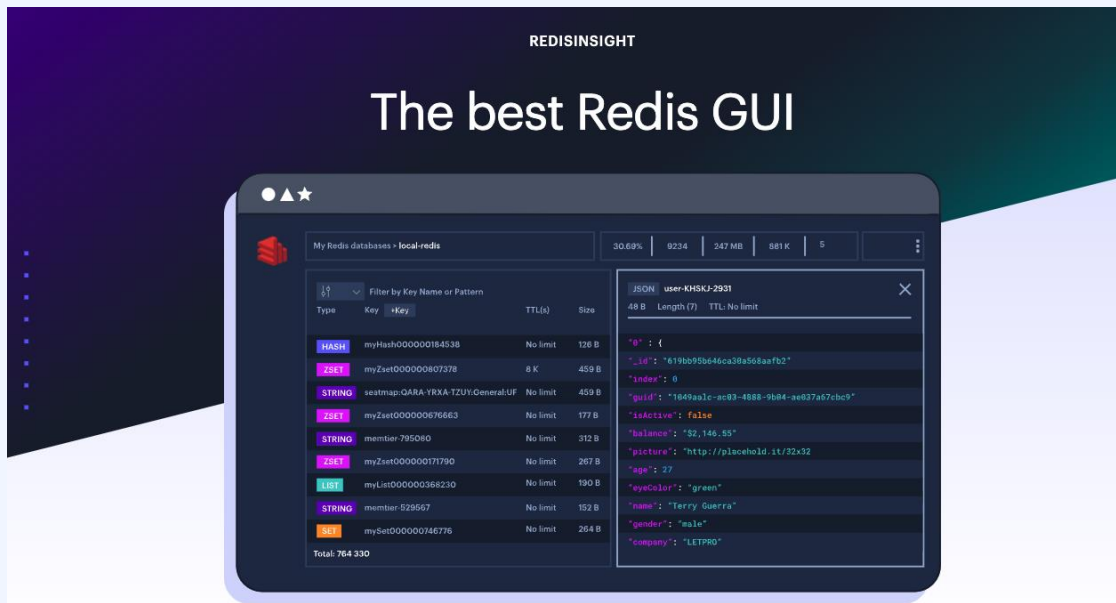 REDISINSIGHT
The best Redis GUI
My Redis databases > local-redis
30.69% 9234 247 MB 881 K 5
Filter by Key Name or Pattern
Type Key +Key TTL(s) Size
HASH myHash000000184538 No limit 126 B
ZSET myZset000000807378 8 K 459 B
STRING seatmap:QARA-YRXA-TZUY:General:UF No limit 459 B
ZSET myZset000000676663 No limit 177 B
STRING memtier-795080 No limit 312 B
ZSET myZset000000171790 No limit 267 B
LIST myList000000368230 No limit 190 B
STRING memtier-529567 No limit 152 B
SET mySet000000746776 No limit 264 B
Total: 764 330
JSON user-KHSKJ-2931
48 B Length (7) TTL: No limit
"0" : {
"_id": "619bb95b646ca30a568aafb2"
"index": 0
"guid": "1049aalc-ac03-4888-9b04-ae037a67cbc9"
"isActive": false
"balance": "$2,146.55"
"picture": "http://placehold.it/32x32
"age": 27
"eyeColor": "green"
"name": "Terry Guerra"
"gender": "male"
"company": "LETPRO"